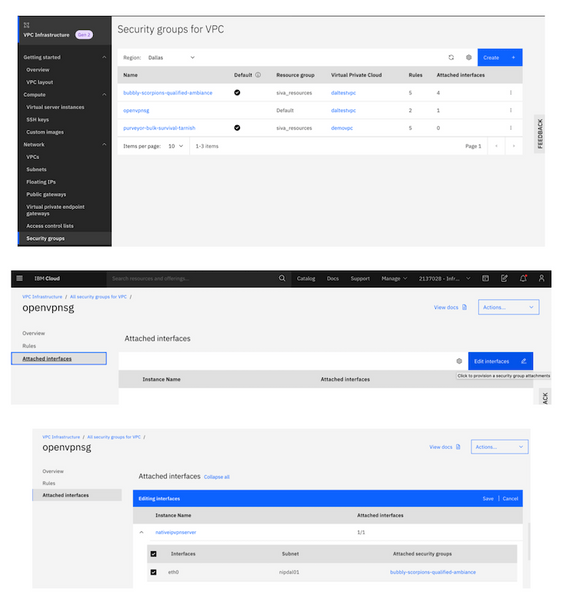 VPC Infrastructure Gen 2
Getting started
Overview
VPC layout
Compute
Virtual server instances
SSH keys
Custom images
Network
VPCs
Subnets
Floating IPs
Public gateways
Virtual private endpoint
gateways
Access control lists
Security groups
Security groups for VPC
Region: Dallas
Create +
Name Default Resource group Virtual Private Cloud Rules Attached interfaces
bubbly-scorpions-qualified-ambiance siva_resources daltestvpc 5 4
openvpnsg Default daltestvpc 2 1
purveyor-hulk-survival-tarnish siva_resources demovpc 5 0
Items per page: 10 1-3 items Page 1
FEEDBACK
IBM Cloud Search resources and offerings... Catalog Docs Support Manage 2137028 - Infr...
VPC Infrastructure / All security groups for VPC /
openvpnsg
View docs Actions...
Overview
Rules
Attached interfaces
Attached interfaces
Edit interfaces
Click to provision a security group attachments
Instance Name Attached interfaces
ACK
VPC Infrastructure / All security groups for VPC /
openvpnsg
View docs Actions...
Overview
Rules
Attached interfaces
Attached interfaces Collapse all
Editing interfaces Save | Cancel
Instance Name Attached interfaces
1/1
Interfaces Subnet Attached security groups
eth0 bubbly-scorpions-qualified-ambiance